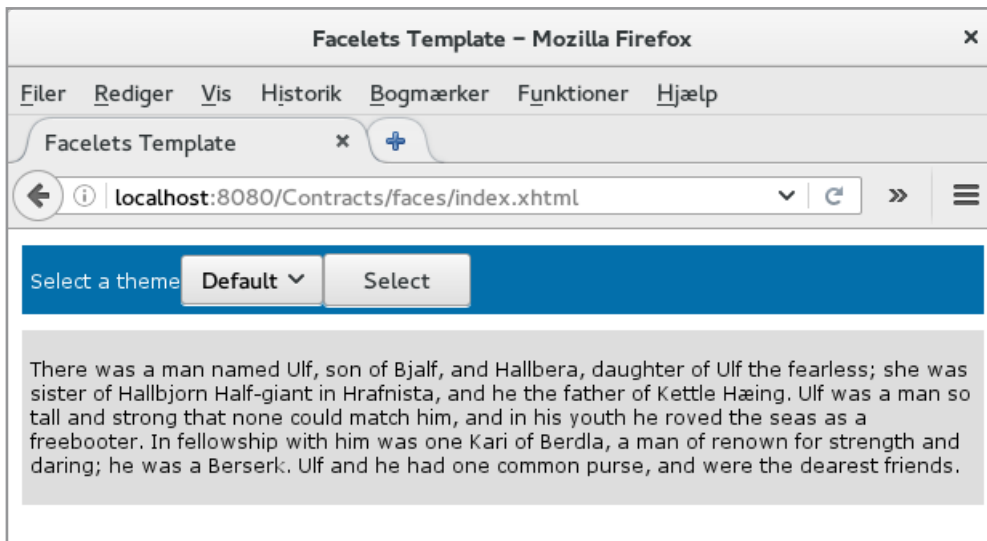 Facelets Template – Mozilla Firefox
Filer Rediger Vis Historik Bogmærker Funktioner Hjælp
Facelets Template
localhost:8080/Contracts/faces/index.xhtml
Select a theme Default Select
There was a man named Ulf, son of Bjalf, and Hallbera, daughter of Ulf the fearless; she was
sister of Hallbjorn Half-giant in Hrafnista, and he the father of Kettle Hæing. Ulf was a man so
tall and strong that none could match him, and in his youth he roved the seas as a
freebooter. In fellowship with him was one Kari of Berdla, a man of renown for strength and
daring; he was a Berserk. Ulf and he had one common purse, and were the dearest friends.